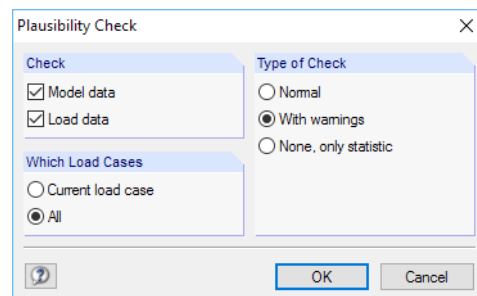 Plausibility Check
Check
Model data
Load data
Which Load Cases
Current load case
All
Type of Check
Normal
With warnings
None, only statistic
OK
Cancel